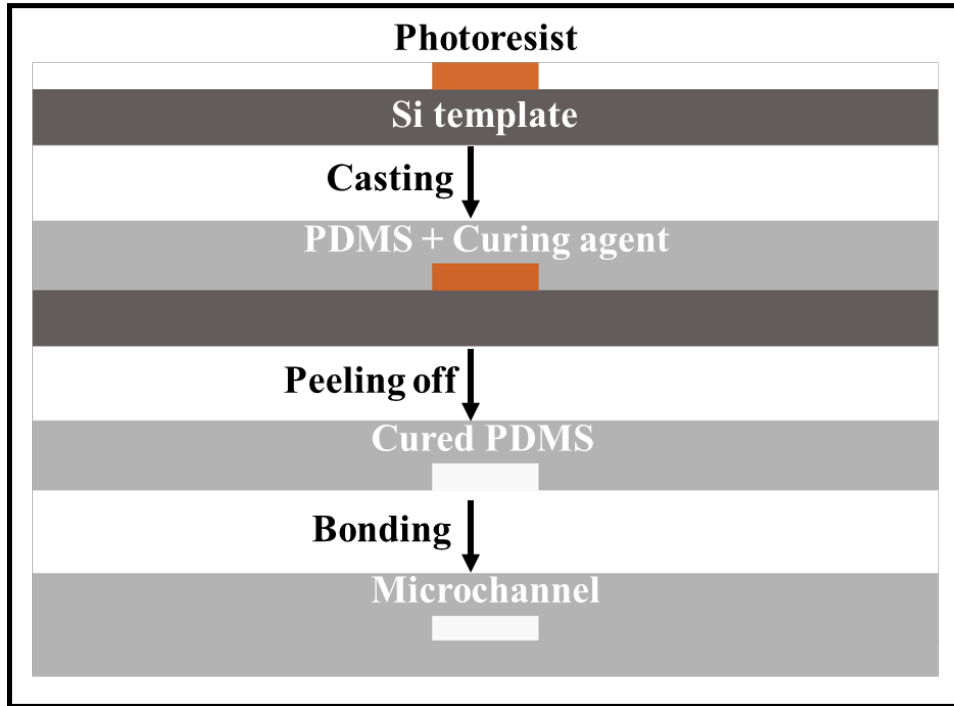 Photoresist
Si template
Casting
PDMS + Curing agent
Peeling off
Cured PDMS
Bonding
Microchannel